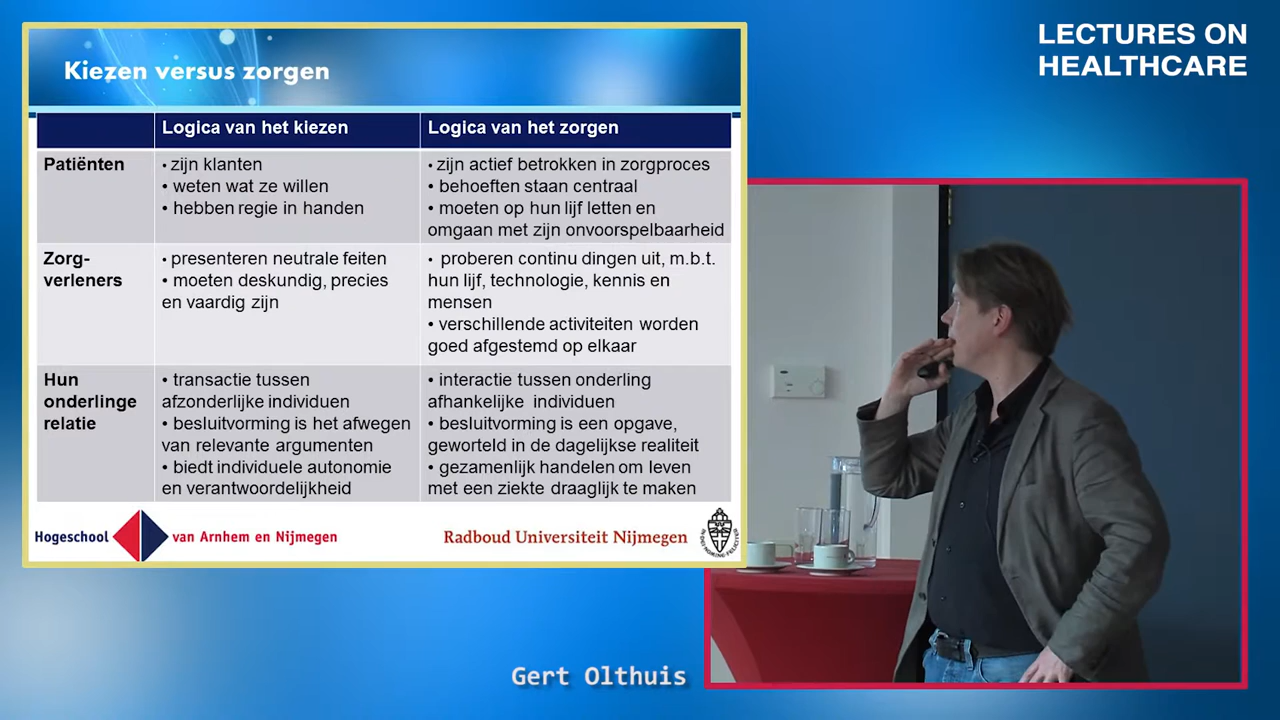 LECTURES ON
HEALTHCARE
Kiezen versus zorgen
Logica van het kiezen
Logica van het zorgen
Patiënten
• zijn klanten
• weten wat ze willen
• hebben regie in handen
• zijn actief betrokken in zorgproces
• behoeften staan centraal
• moeten op hun lijf letten en
omgaan met zijn onvoorspelbaarheid
Zorg-
verleners
• presenteren neutrale feiten
• moeten deskundig, precies
en vaardig zijn
• proberen continu dingen uit, m.b.t.
hun lijf, technologie, kennis en
mensen
• verschillende activiteiten worden
goed afgestemd op elkaar
Hun
onderlinge
relatie
• transactie tussen
afzonderlijke individuen
• besluitvorming is het afwegen
van relevante argumenten
• biedt individuele autonomie
en verantwoordelijkheid
• interactie tussen onderling
afhankelijke individuen
• besluitvorming is een opgave,
geworteld in de dagelijkse realiteit
• gezamenlijk handelen om leven
met een ziekte draaglijk te maken
Hogeschool van Arnhem en Nijmegen
Radboud Universiteit Nijmegen
Gert Olthuis